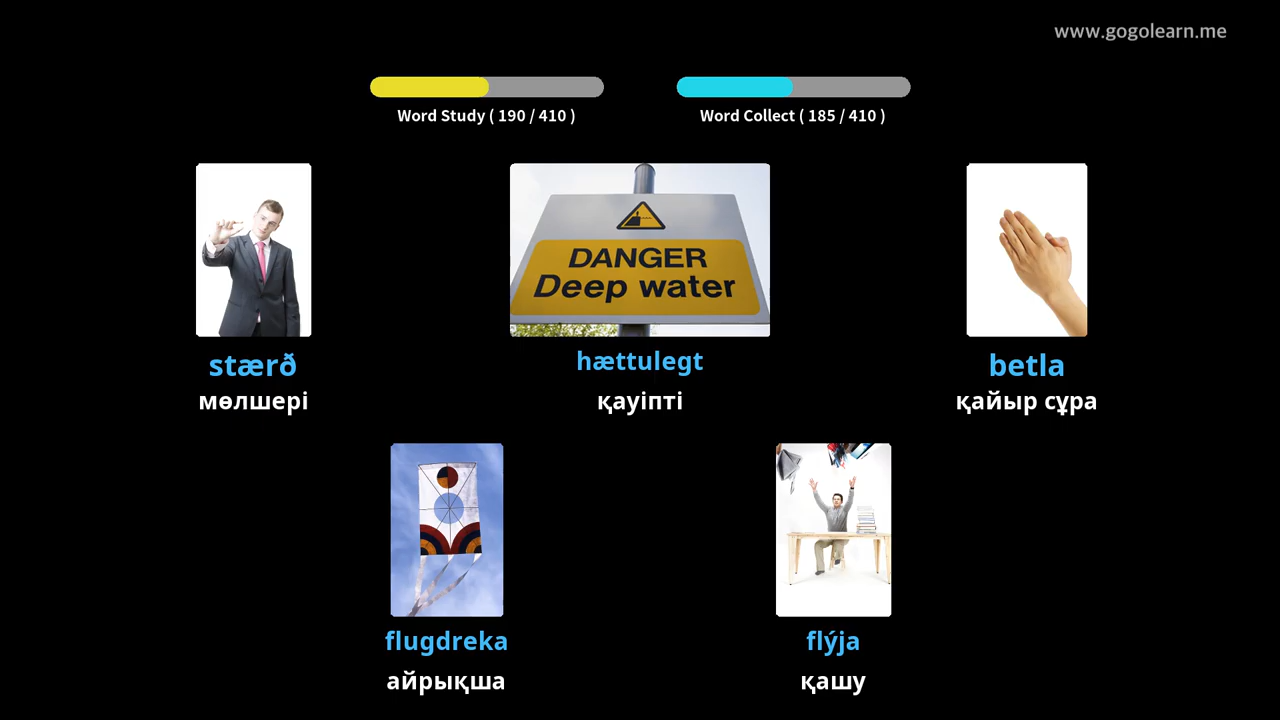 www.gogolearn.me
Word Study ( 190 / 410 )
Word Collect ( 185 / 410 )
DANGER
Deep water
stærð
мөлшері
hættulegt
қауіпті
betla
қайыр сұра
flugdreka
айрықша
flýja
қашу